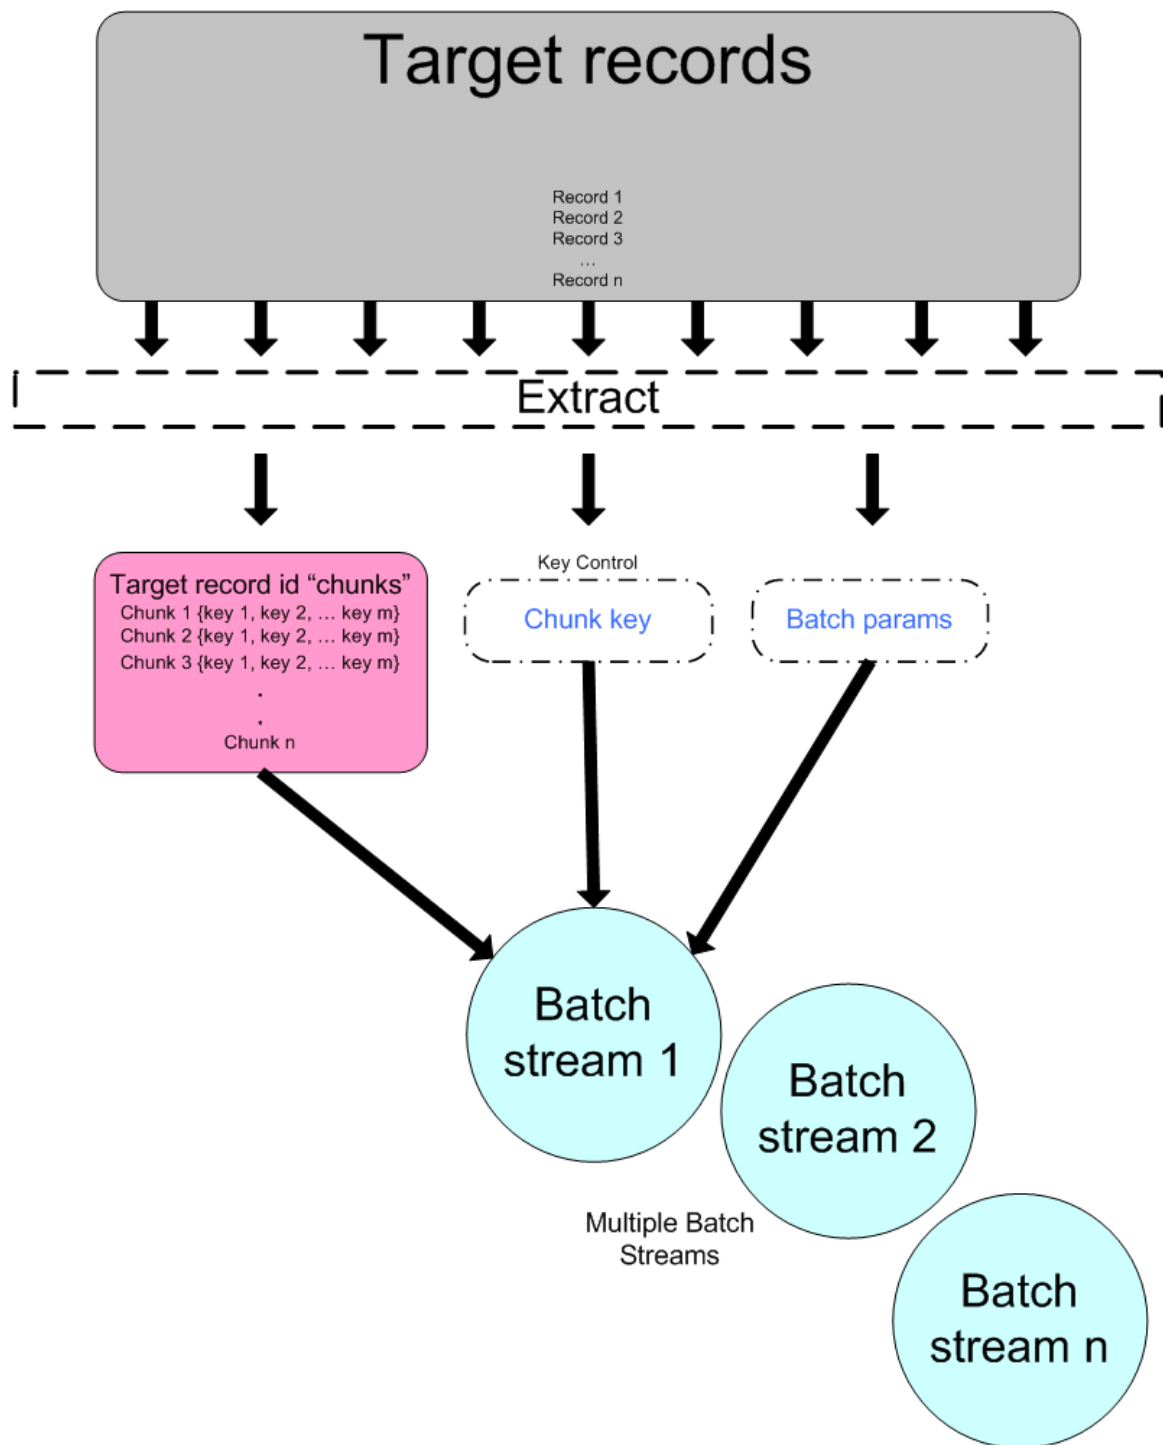 Target records
Record 1
Record 2
Record 3
...
Record n
Extract
Target record id “chunks”
Chunk 1 {key 1, key 2, ... key m}
Chunk 2 {key 1, key 2, ... key m}
Chunk 3 {key 1, key 2, ... key m}
.
.
Chunk n
Key Control
Chunk key
Batch params
Batch
stream 1
Batch
stream 2
Multiple Batch
Streams
Batch
stream n